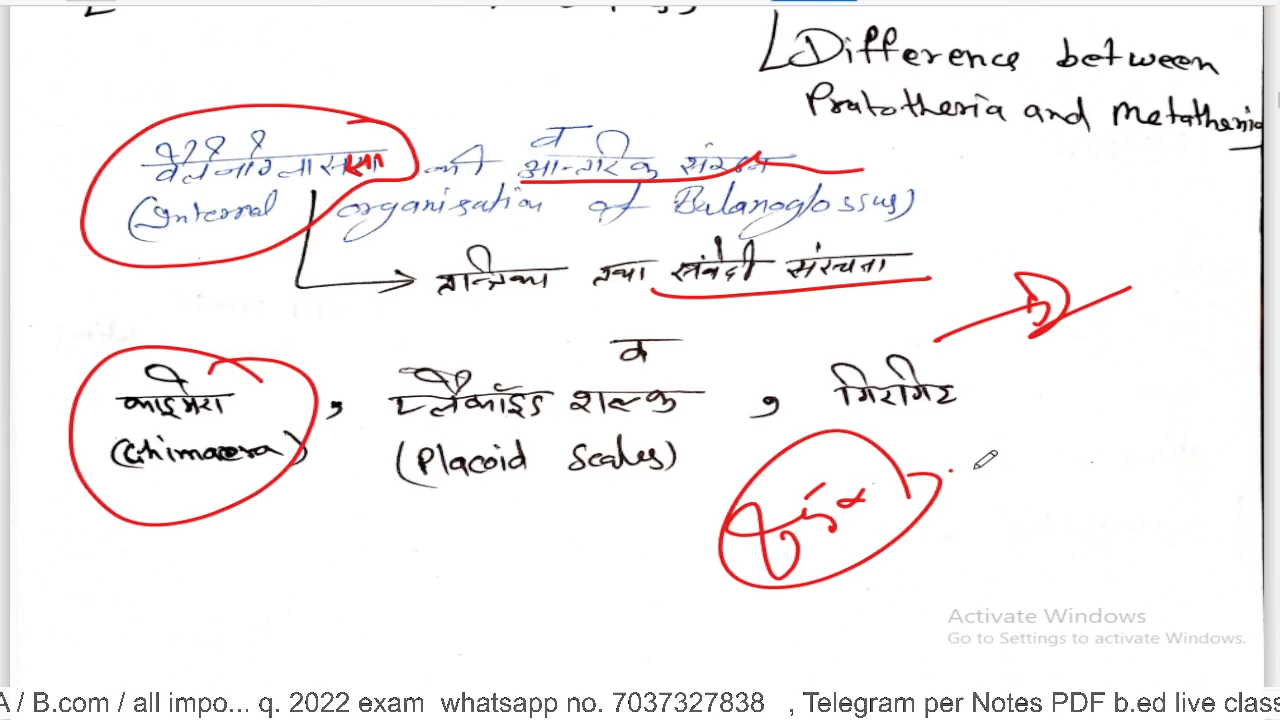 Difference between
Prototheria and Metatheria
की व आन्तरिक संरचना
(Internal organisation of Balanoglossus)
तन्त्रिका तथा संवेदी संरचना
काइमेरा , प्लैकॉइड शल्क , गिरगिट
(Chimaera) (Placoid Scales)
Activate Windows
Go to Settings to activate Windows.
A / B.com / all impo... q. 2022 exam whatsapp no. 7037327838 , Telegram per Notes PDF b.ed live class